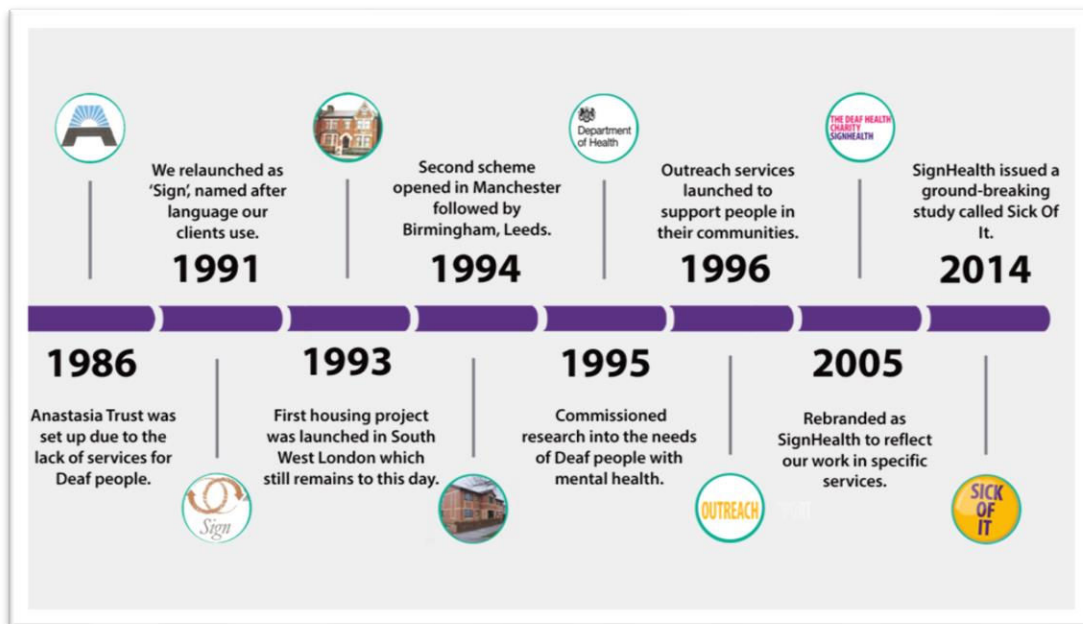 Department
of Health
THE DEAF HEALTH
CHARITY
SIGNHEALTH
We relaunched as
‘Sign’, named after
language our
clients use.
1991
Second scheme
opened in Manchester
followed by
Birmingham, Leeds.
1994
Outreach services
launched to
support people in
their communities.
1996
SignHealth issued a
ground-breaking
study called Sick Of
It.
2014
1986
Anastasia Trust was
set up due to the
lack of services for
Deaf people.
Sign
1993
First housing project
was launched in South
West London which
still remains to this day.
1995
Commissioned
research into the needs
of Deaf people with
mental health.
OUTREACH
2005
Rebranded as
SignHealth to reflect
our work in specific
services.
SICK
OF
IT